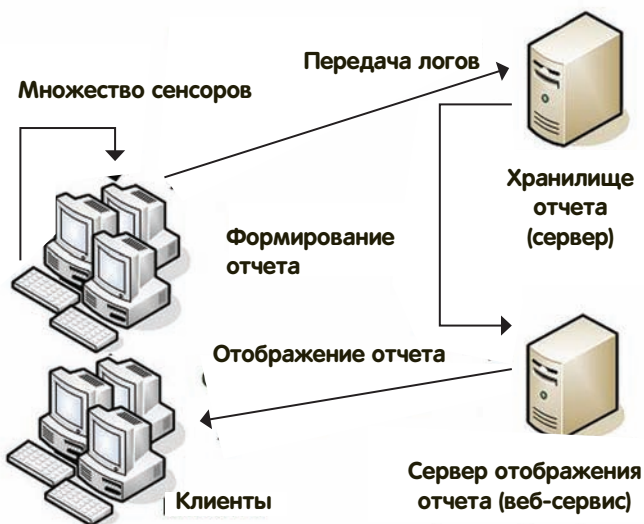 Передача логов
Множество сенсоров
Хранилище
отчета
(сервер)
Формирование
отчета
Отображение отчета
Клиенты
Сервер отображения
отчета (веб-сервис)